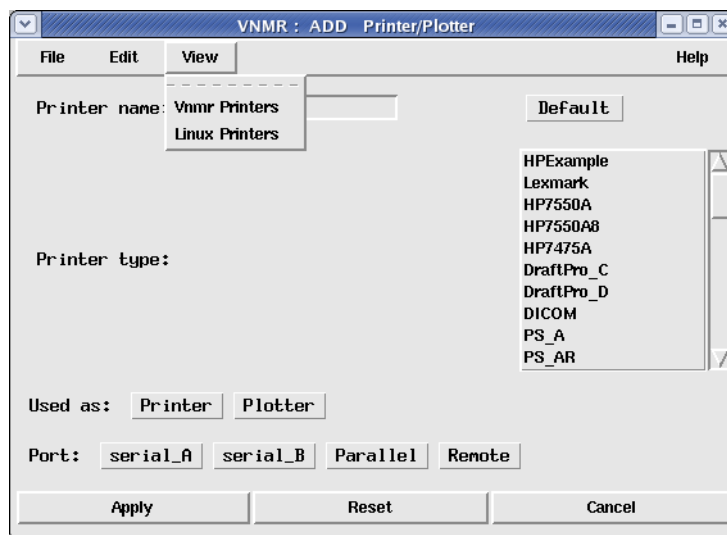 VNMR : ADD Printer/Plotter
File Edit View Help
Vnmr Printers
Linux Printers
Printer name:
Default
Printer type:
HPExample
Lexmark
HP7550A
HP7550A8
HP7475A
DraftPro_C
DraftPro_D
DICOM
PS_A
PS_AR
Used as: Printer Plotter
Port: serial_A serial_B Parallel Remote
Apply Reset Cancel